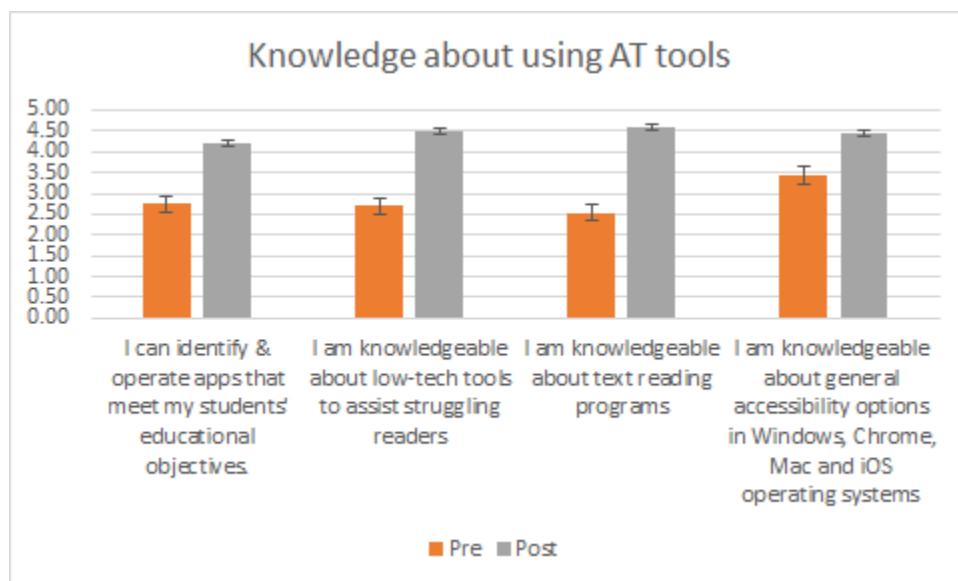 Knowledge about using AT tools
5.00
4.50
4.00
3.50
3.00
2.50
2.00
1.50
1.00
0.50
0.00
I can identify &
operate apps that
meet my students'
educational
objectives.
I am knowledgeable
about low-tech tools
to assist struggling
readers
I am knowledgeable
about text reading
programs
I am knowledgeable
about general
accessibility options
in Windows, Chrome,
Mac and iOS
operating systems
Pre
Post